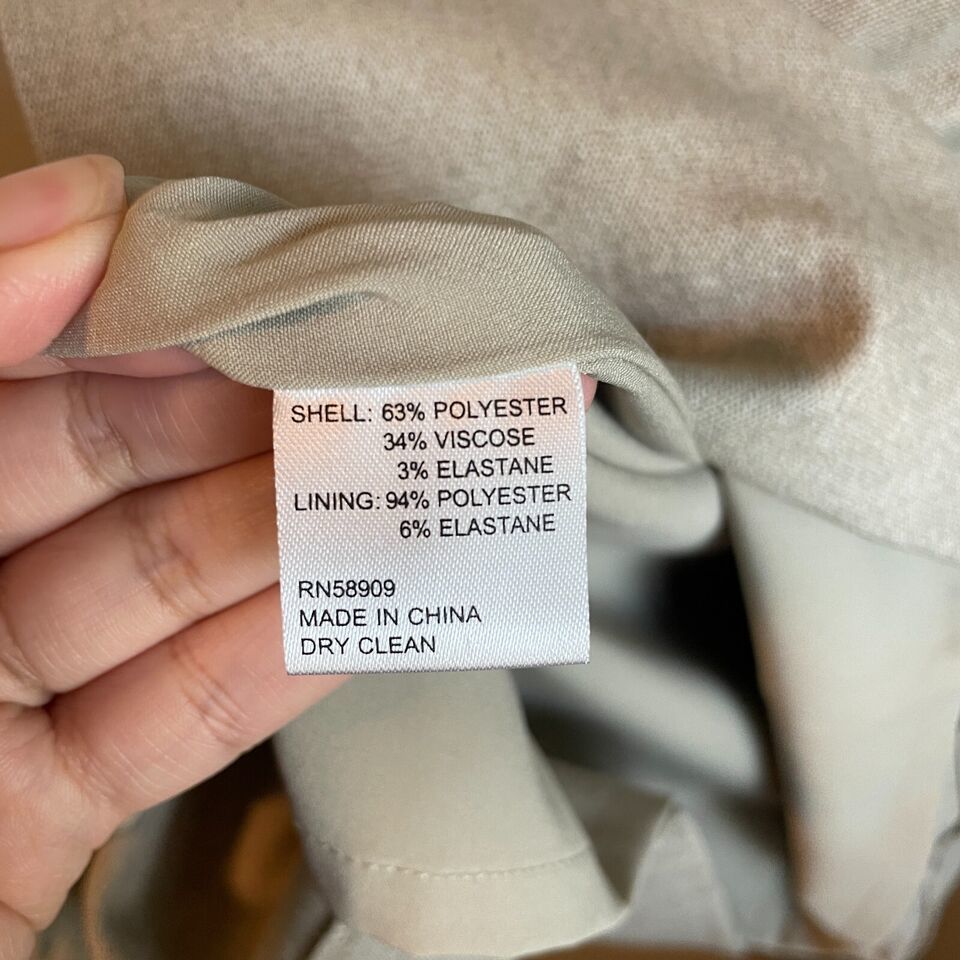 SHELL: 63% POLYESTER
34% VISCOSE
3% ELASTANE
LINING: 94% POLYESTER
6% ELASTANE
RN58909
MADE IN CHINA
DRY CLEAN